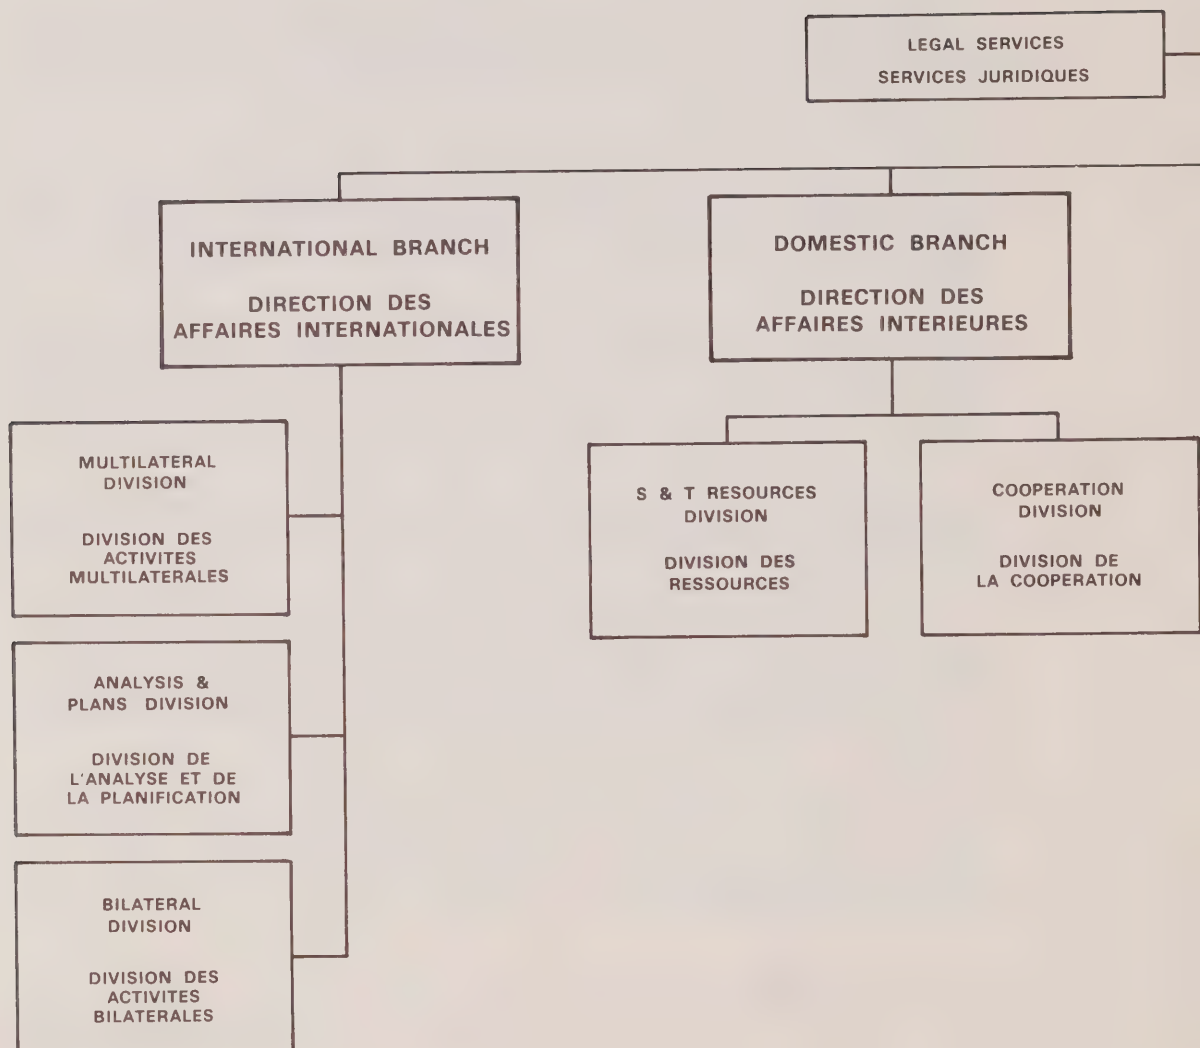 LEGAL SERVICES
SERVICES JURIDIQUES
INTERNATIONAL BRANCH
DIRECTION DES
AFFAIRES INTERNATIONALES
DOMESTIC BRANCH
DIRECTION DES
AFFAIRES INTERIEURES
MULTILATERAL
DIVISION
DIVISION DES
ACTIVITES
MULTILATERALES
S & T RESOURCES
DIVISION
DIVISION DES
RESSOURCES
COOPERATION
DIVISION
DIVISION DE
LA COOPERATION
ANALYSIS &
PLANS DIVISION
DIVISION DE
L'ANALYSE ET DE
LA PLANIFICATION
BILATERAL
DIVISION
DIVISION DES
ACTIVITES
BILATERALES